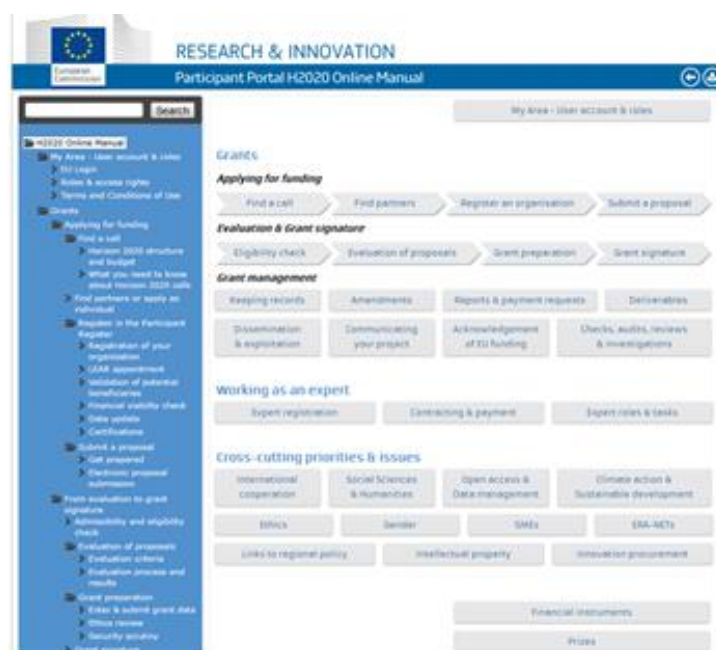 European
Commission
RESEARCH & INNOVATION
Participant Portal H2020 Online Manual
Search
H2020 Online Manual
My Area - User account & roles
EU Login
Roles & access rights
Terms and Conditions of Use
Grants
Applying for funding
Find a call
Horizon 2020 structure
and budget
What you need to know
about Horizon 2020 calls
Find partners or apply as
individual
Register in the Participant
Register
Registration of your
organisation
LEAR appointment
Validation of potential
beneficiaries
Financial viability check
Data update
Certifications
Submit a proposal
Get prepared
Electronic proposal
submission
From evaluation to grant
signature
Admissibility and eligibility
check
Evaluation of proposals
Evaluation criteria
Evaluation process and
results
Grant preparation
Enter & submit grant data
Ethics review
Security scrutiny
Grant signature
My Area - User account & roles
Grants
Applying for funding
Find a call
Find partners
Register an organisation
Submit a proposal
Evaluation & Grant signature
Eligibility check
Evaluation of proposals
Grant preparation
Grant signature
Grant management
Keeping records
Amendments
Reports & payment requests
Deliverables
Dissemination
& exploitation
Communicating
your project
Acknowledgement
of EU funding
Checks, audits, reviews
& investigations
Working as an expert
Expert registration
Contracting & payment
Expert roles & tasks
Cross-cutting priorities & issues
International
cooperation
Social Sciences
& Humanities
Open access &
Data management
Climate action &
Sustainable development
Ethics
Gender
SMEs
ERA-NETs
Links to regional policy
Intellectual property
Innovation procurement
Financial instruments
Prizes